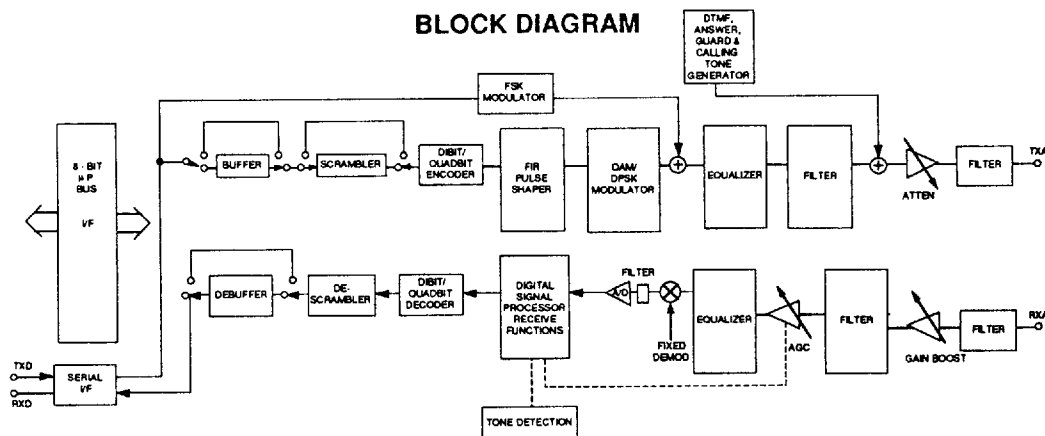 BLOCK DIAGRAM
DTMF,
ANSWER,
GUARD &
CALLING
TONE
GENERATOR
FSK
MODULATOR
8 - BIT
µP
BUS
I/F
BUFFER
SCRAMBLER
DIBIT/
QUADBIT
ENCODER
FIR
PULSE
SHAPER
QAM/
DPSK
MODULATOR
EQUALIZER
FILTER
ATTEN
FILTER
TXA
DEBUFFER
DE-
SCRAMBLER
DIBIT/
QUADBIT
DECODER
DIGITAL
SIGNAL
PROCESSOR
RECEIVE
FUNCTIONS
A/D
FILTER
FIXED
DEMOD
EQUALIZER
AGC
FILTER
GAIN BOOST
FILTER
RXA
TXD
RXD
SERIAL
I/F
TONE DETECTION